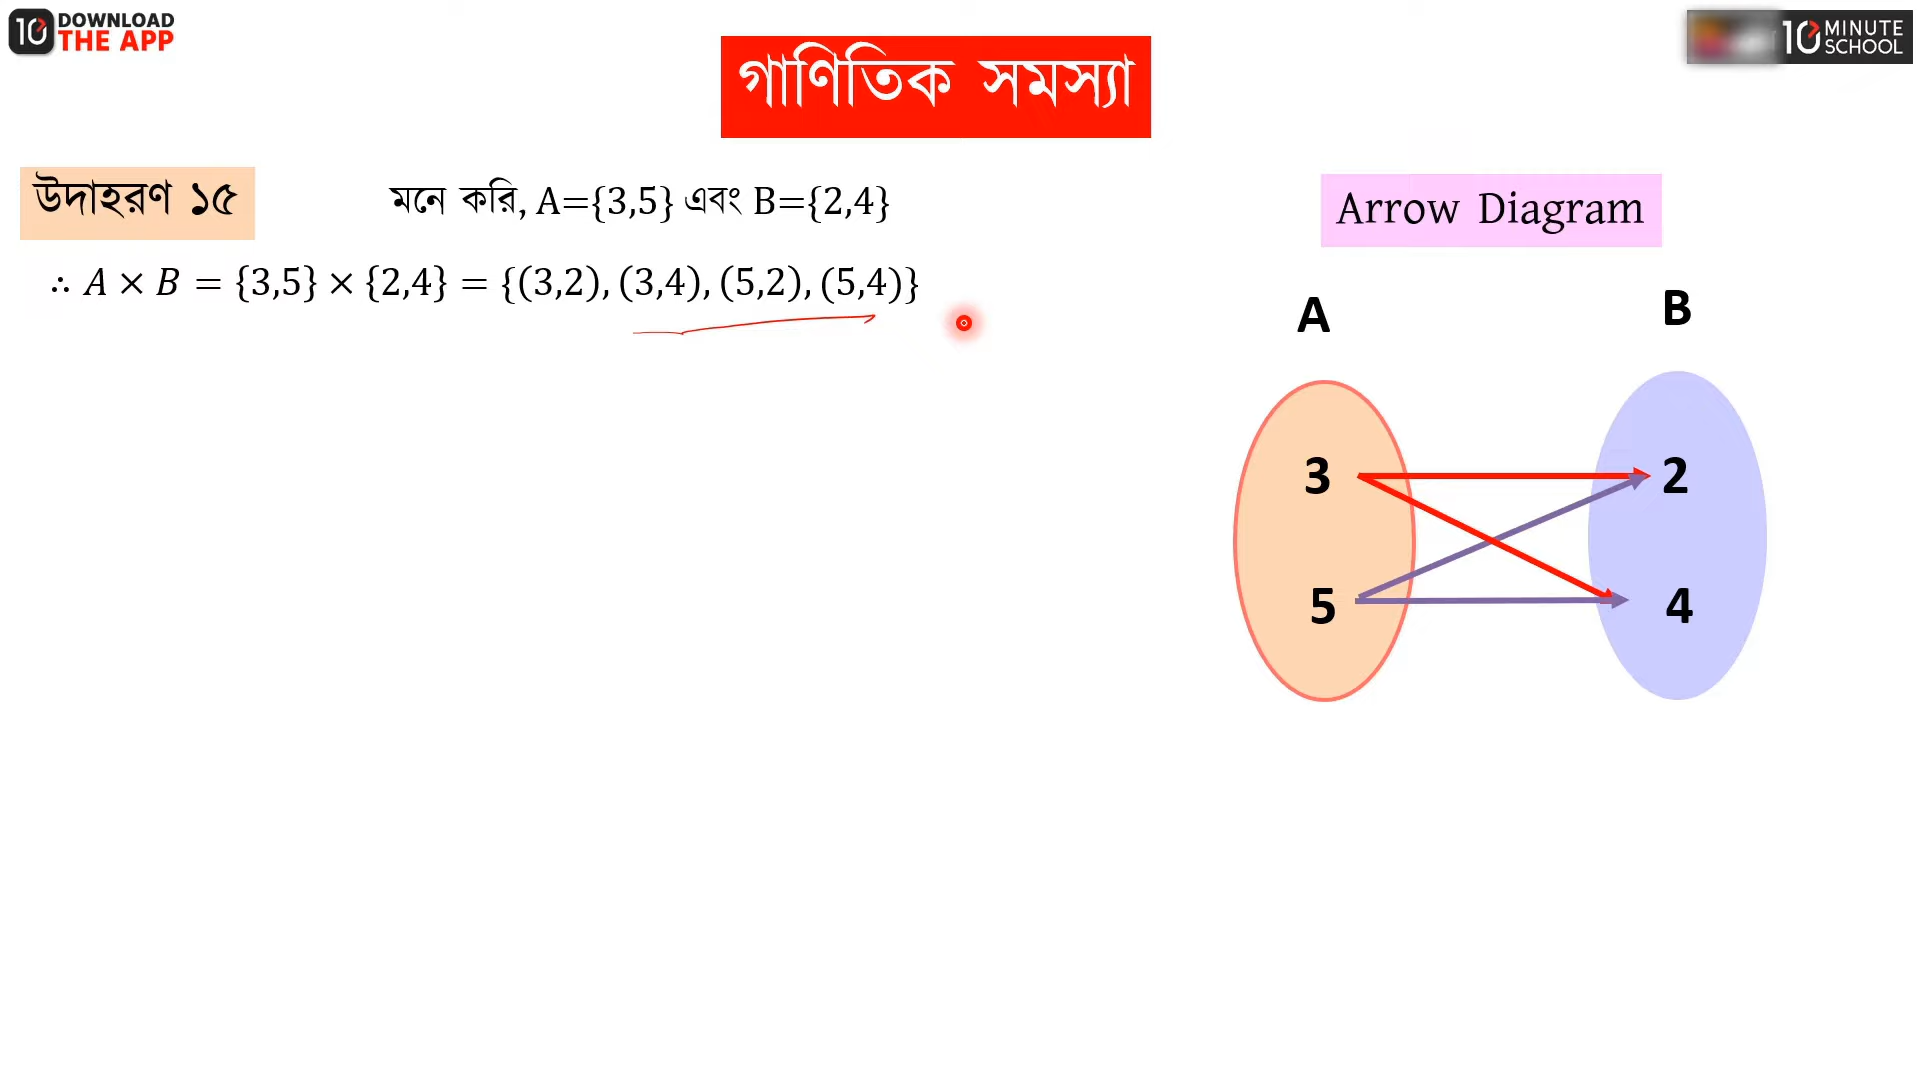 10 DOWNLOAD THE APP
10 MINUTE SCHOOL
গাণিতিক সমস্যা
উদাহরণ ১৫
মনে করি, A={3,5} এবং B={2,4}
∴ A × B = {3,5} × {2,4} = {(3,2), (3,4), (5,2), (5,4)}
Arrow Diagram
A B
3 2
5 4